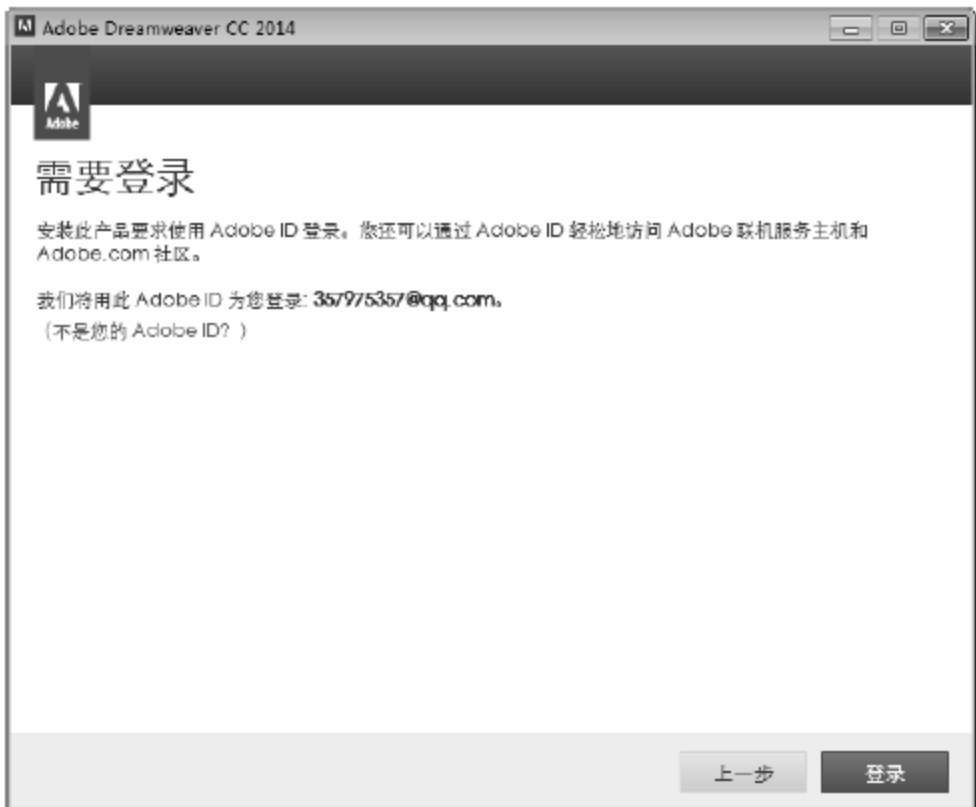 Adobe Dreamweaver CC 2014
Adobe
需要登录
安装此产品要求使用 Adobe ID 登录。您还可以通过 Adobe ID 轻松地访问 Adobe 联机服务主机和
Adobe.com 社区。
我们将用此 Adobe ID 为您登录: 357975357@qq.com。
（不是您的 Adobe ID？）
上一步
登录